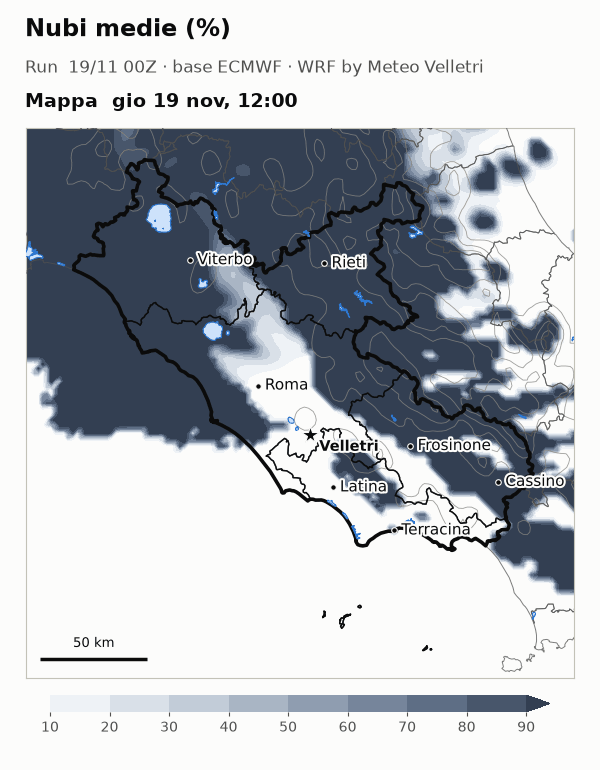 Nubi medie (%)
Run  19/11 00Z · base ECMWF · WRF by Meteo Velletri
Mappa  gio 19 nov, 12:00
Viterbo
Rieti
Roma
Velletri
Frosinone
Cassino
Latina
Terracina
50 km
10 20 30 40 50 60 70 80 90